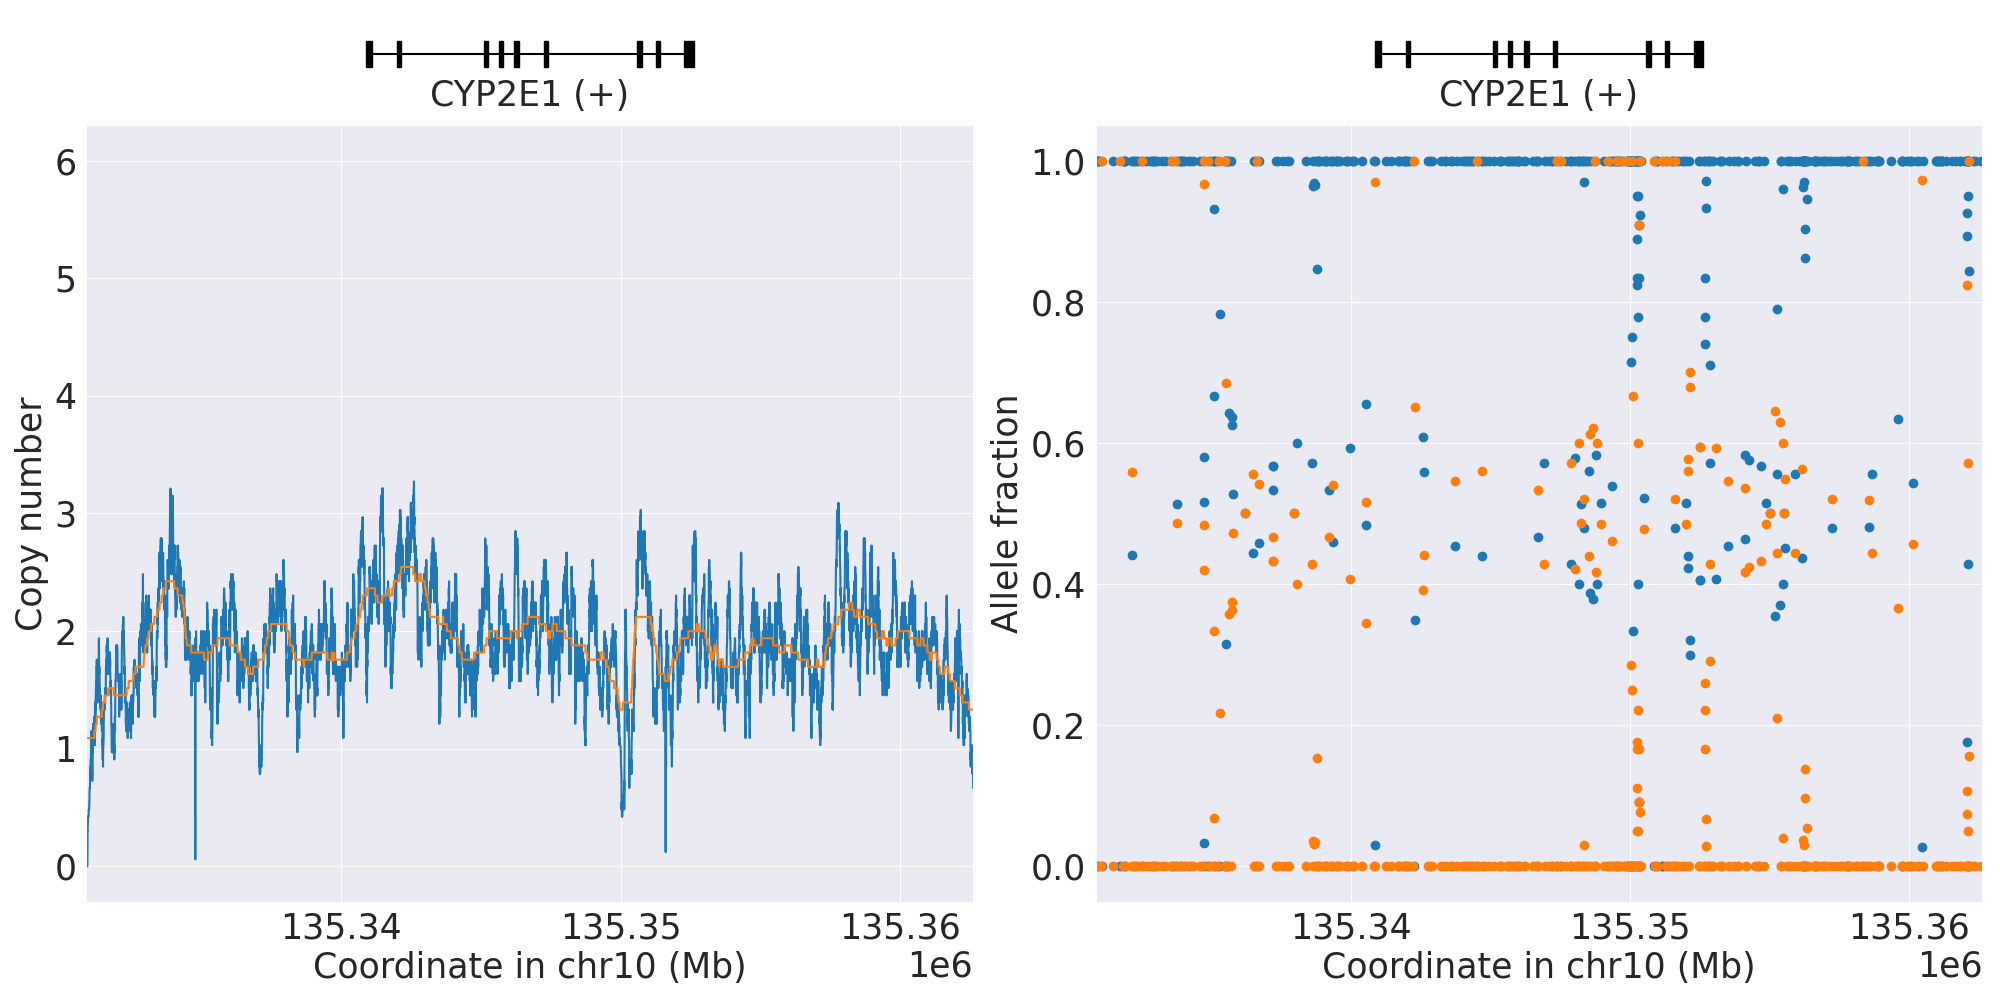 CYP2E1 (+)
6
5
4
3
2
1
0
Copy number
135.34 135.35 135.36
Coordinate in chr10 (Mb)
1e6
CYP2E1 (+)
1.0
0.8
0.6
0.4
0.2
0.0
Allele fraction
135.34 135.35 135.36
Coordinate in chr10 (Mb)
1e6